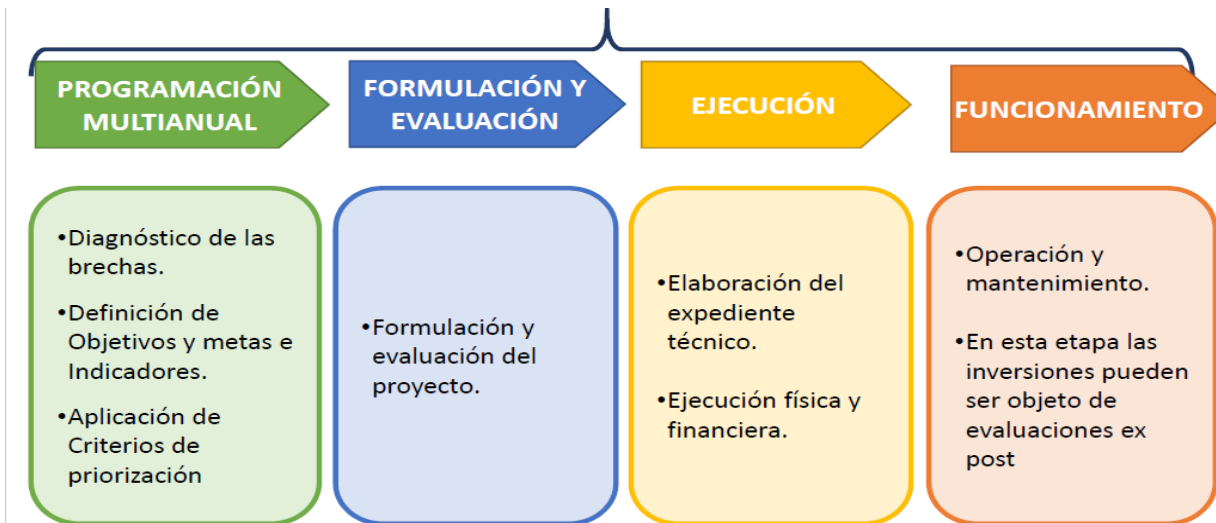 PROGRAMACIÓN
MULTIANUAL
FORMULACIÓN Y
EVALUACIÓN
EJECUCIÓN
FUNCIONAMIENTO
•Diagnóstico de las
brechas.
•Definición de
Objetivos y metas e
Indicadores.
•Aplicación de
Criterios de
priorización
•Formulación y
evaluación del
proyecto.
•Elaboración del
expediente
técnico.
•Ejecución física y
financiera.
•Operación y
mantenimiento.
•En esta etapa las
inversiones pueden
ser objeto de
evaluaciones ex
post